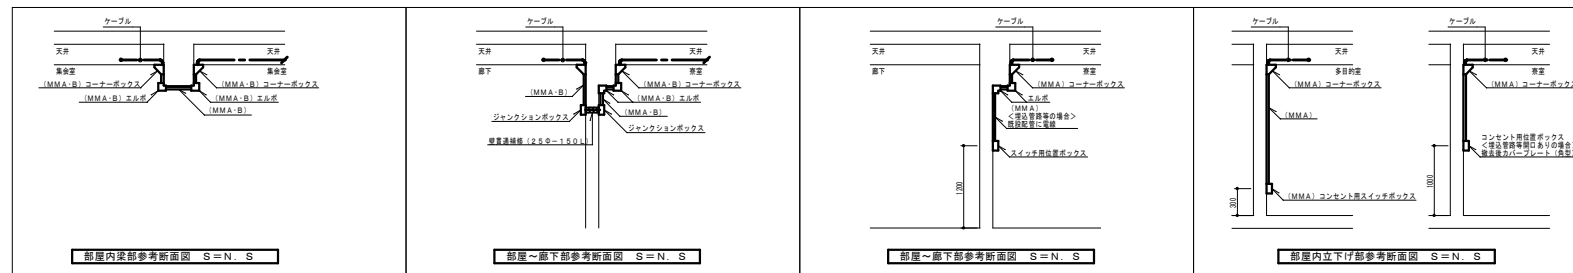 ケーブル
天井
天井
集会室
集会室
(MMA・B) コーナーボックス
(MMA・B) コーナーボックス
(MMA・B) エルボ
(MMA・B) エルボ
(MMA・B)
部屋内梁部参考断面図 S=N.S
ケーブル
天井
天井
廊下
寮室
(MMA・B) コーナーボックス
(MMA・B)
(MMA・B) エルボ
(MMA・B)
ジャンクションボックス
ジャンクションボックス
壁貫通補修 (25Φ-150L)
部屋~廊下部参考断面図 S=N.S
ケーブル
天井
天井
廊下
寮室
(MMA) コーナーボックス
エルボ
(MMA)
<埋込管路等の場合>
既設配管に電線
スイッチ用位置ボックス
1200
部屋~廊下部参考断面図 S=N.S
ケーブル
天井
多目的室
(MMA) コーナーボックス
(MMA)
(MMA) コンセント用スイッチボックス
300
ケーブル
天井
寮室
(MMA) コーナーボックス
コンセント用位置ボックス
<埋込管路等開口ありの場合
撤去後カバープレート (角型)
1000
部屋内立下げ部参考断面図 S=N.S